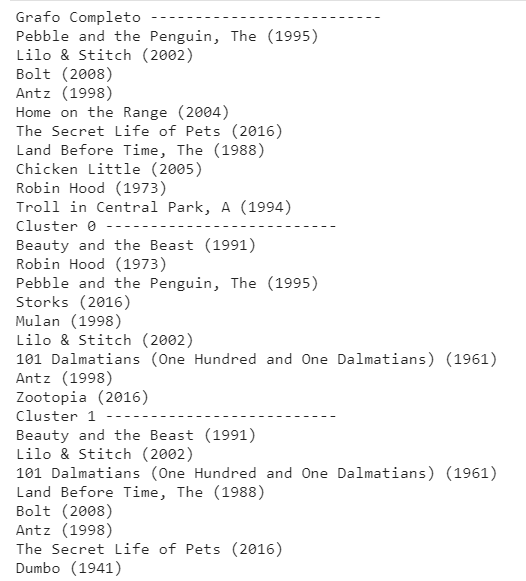 Grafo Completo --------------------------
Pebble and the Penguin, The (1995)
Lilo & Stitch (2002)
Bolt (2008)
Antz (1998)
Home on the Range (2004)
The Secret Life of Pets (2016)
Land Before Time, The (1988)
Chicken Little (2005)
Robin Hood (1973)
Troll in Central Park, A (1994)
Cluster 0 --------------------------
Beauty and the Beast (1991)
Robin Hood (1973)
Pebble and the Penguin, The (1995)
Storks (2016)
Mulan (1998)
Lilo & Stitch (2002)
101 Dalmatians (One Hundred and One Dalmatians) (1961)
Antz (1998)
Zootopia (2016)
Cluster 1 --------------------------
Beauty and the Beast (1991)
Lilo & Stitch (2002)
101 Dalmatians (One Hundred and One Dalmatians) (1961)
Land Before Time, The (1988)
Bolt (2008)
Antz (1998)
The Secret Life of Pets (2016)
Dumbo (1941)